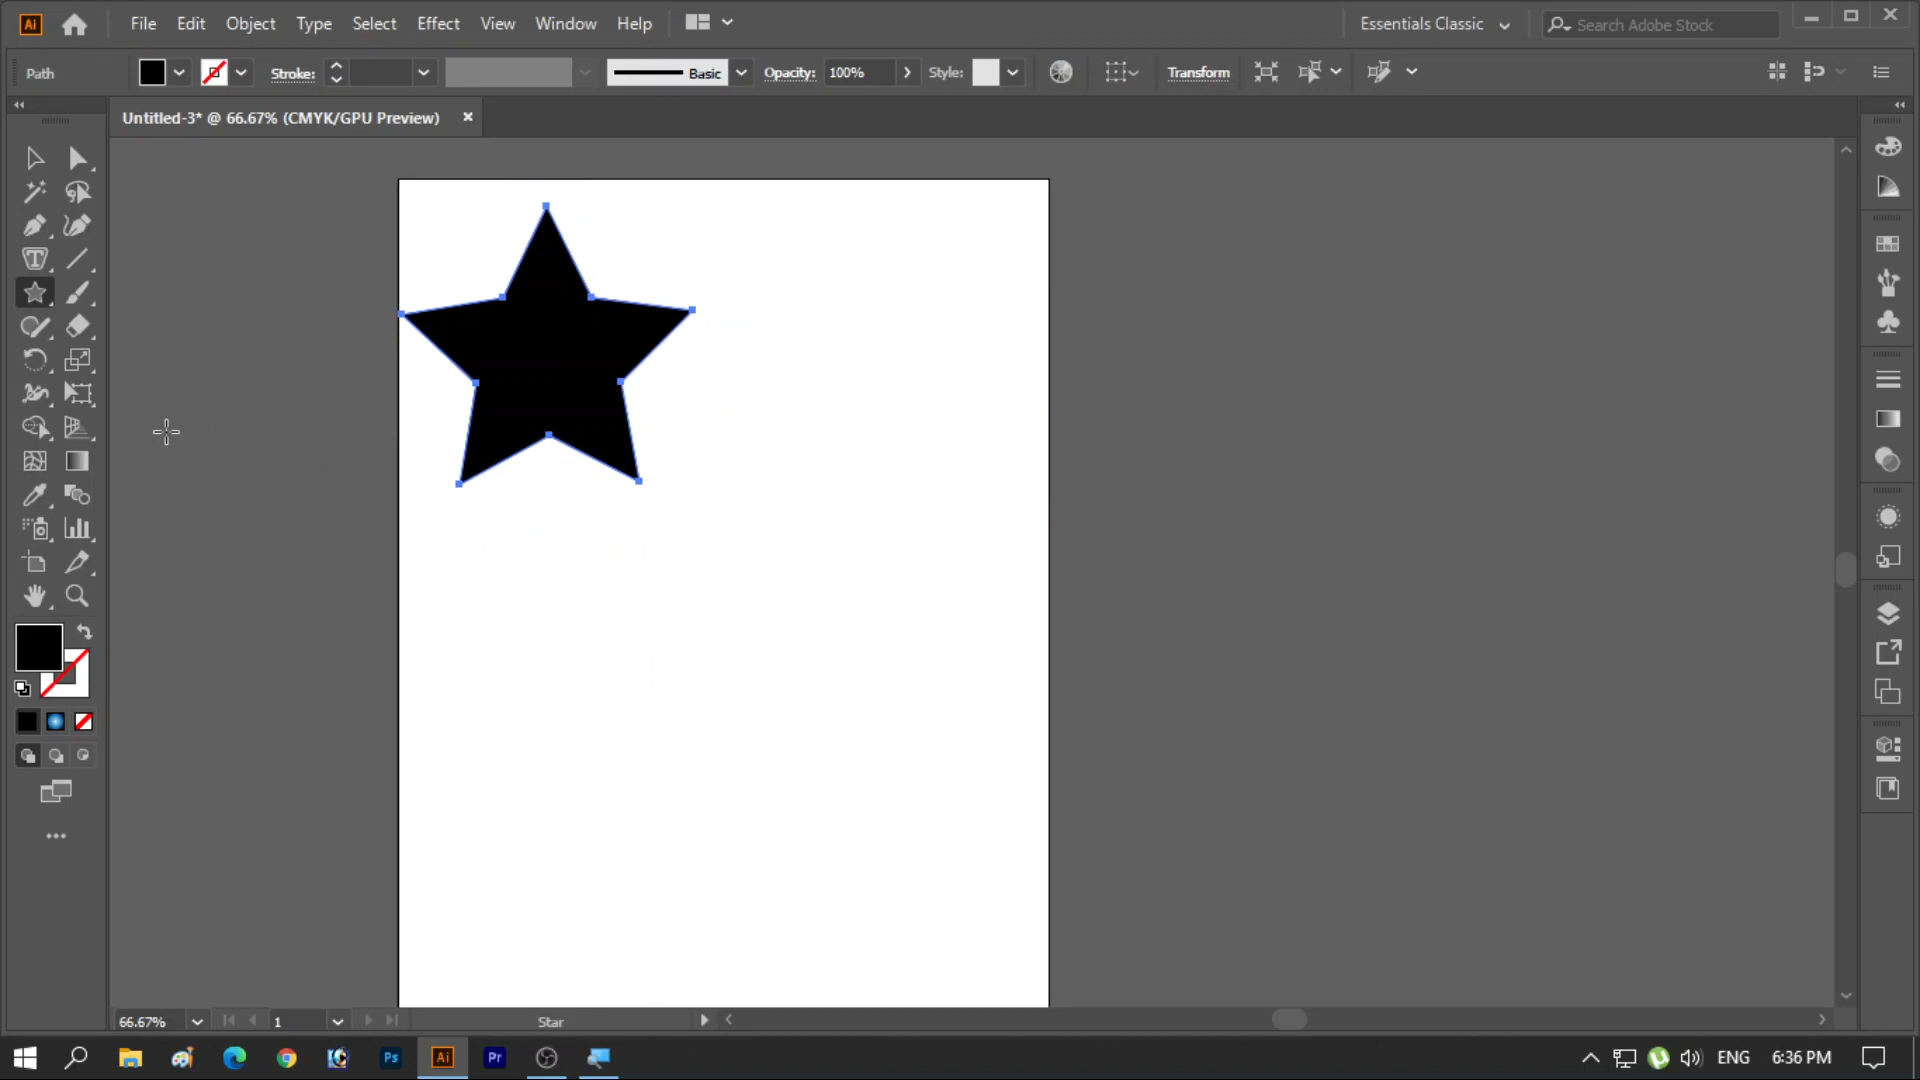 Ai File Edit Object Type Select Effect View Window Help Essentials Classic Search Adobe Stock
Path Stroke: Basic Opacity: 100% Style: Transform
Untitled-3* @ 66.67% (CMYK/GPU Preview) ×
66.67% 1 Star
Ps Ai Pr ENG 6:36 PM